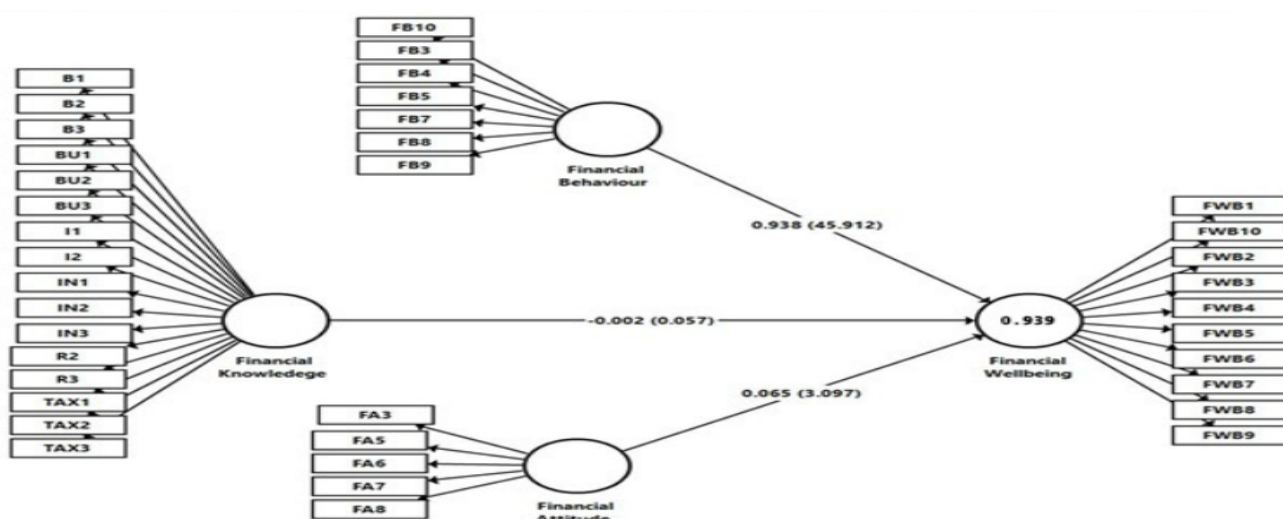 FB10
FB3
FB4
FB5
FB7
FB8
FB9
Financial
Behaviour
B1
B2
B3
BU1
BU2
BU3
I1
I2
IN1
IN2
IN3
R2
R3
TAX1
TAX2
TAX3
Financial
Knowledege
0.938 (45.912)
-0.002 (0.057)
0.065 (3.097)
FWB1
FWB10
FWB2
FWB3
FWB4
FWB5
FWB6
FWB7
FWB8
FWB9
0.939
Financial
Wellbeing
FA3
FA5
FA6
FA7
FA8
Financial
Attitude